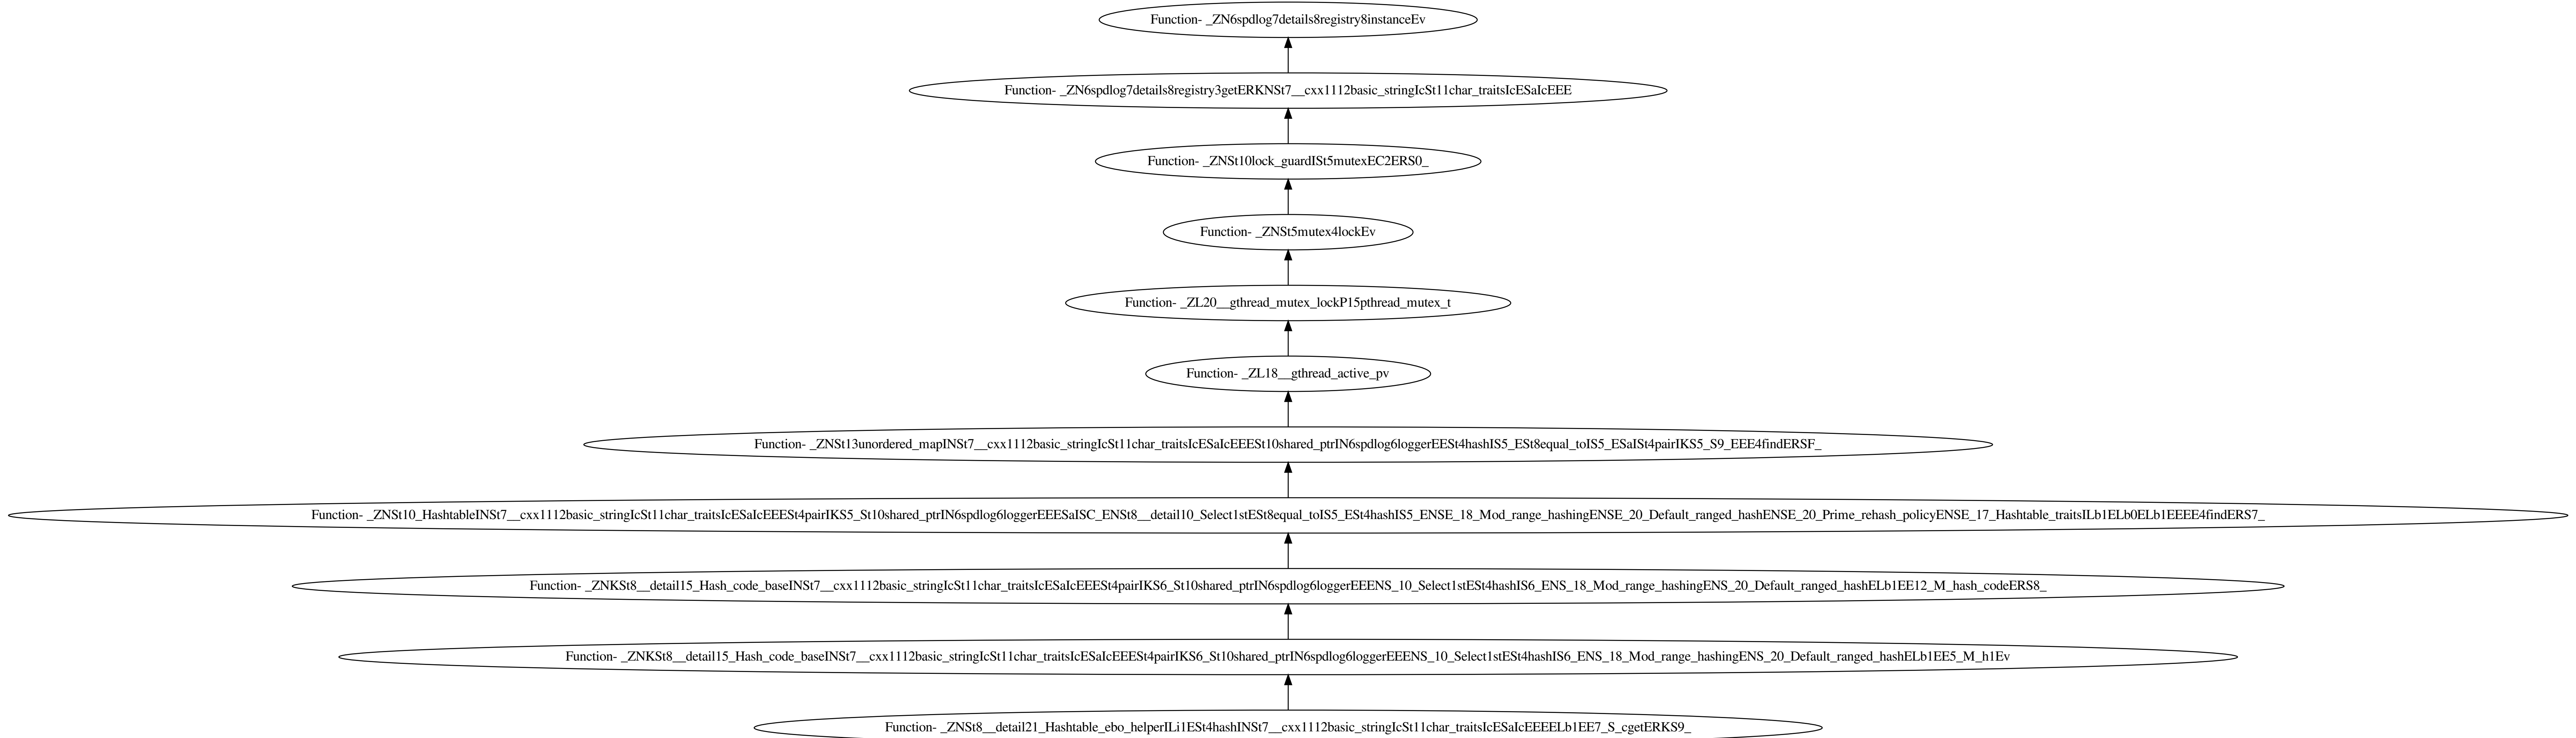 Function- _ZN6spdlog7details8registry8instanceEv
Function- _ZN6spdlog7details8registry3getERKNSt7__cxx1112basic_stringIcSt11char_traitsIcESaIcEEE
Function- _ZNSt10lock_guardISt5mutexEC2ERS0_
Function- _ZNSt5mutex4lockEv
Function- _ZL20__gthread_mutex_lockP15pthread_mutex_t
Function- _ZL18__gthread_active_pv
Function- _ZNSt13unordered_mapINSt7__cxx1112basic_stringIcSt11char_traitsIcESaIcEEESt10shared_ptrIN6spdlog6loggerEESt4hashIS5_ESt8equal_toIS5_ESaISt4pairIKS5_S9_EEE4findERSF_
Function- _ZNSt10_HashtableINSt7__cxx1112basic_stringIcSt11char_traitsIcESaIcEEESt4pairIKS5_St10shared_ptrIN6spdlog6loggerEEESaISC_ENSt8__detail10_Select1stESt8equal_toIS5_ESt4hashIS5_ENSE_18_Mod_range_hashingENSE_20_Default_ranged_hashENSE_20_Prime_rehash_policyENSE_17_Hashtable_traitsILb1ELb0ELb1EEEE4findERS7_
Function- _ZNKSt8__detail15_Hash_code_baseINSt7__cxx1112basic_stringIcSt11char_traitsIcESaIcEEESt4pairIKS6_St10shared_ptrIN6spdlog6loggerEEENS_10_Select1stESt4hashIS6_ENS_18_Mod_range_hashingENS_20_Default_ranged_hashELb1EE12_M_hash_codeERS8_
Function- _ZNKSt8__detail15_Hash_code_baseINSt7__cxx1112basic_stringIcSt11char_traitsIcESaIcEEESt4pairIKS6_St10shared_ptrIN6spdlog6loggerEEENS_10_Select1stESt4hashIS6_ENS_18_Mod_range_hashingENS_20_Default_ranged_hashELb1EE5_M_h1Ev
Function- _ZNSt8__detail21_Hashtable_ebo_helperILi1ESt4hashINSt7__cxx1112basic_stringIcSt11char_traitsIcESaIcEEEELb1EE7_S_cgetERKS9_